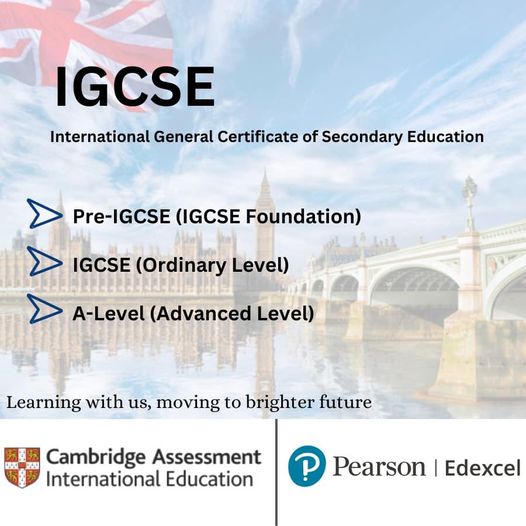 IGCSE
International General Certificate of Secondary Education
Pre-IGCSE (IGCSE Foundation)
IGCSE (Ordinary Level)
A-Level (Advanced Level)
Learning with us, moving to brighter future
Cambridge Assessment
International Education
Pearson | Edexcel